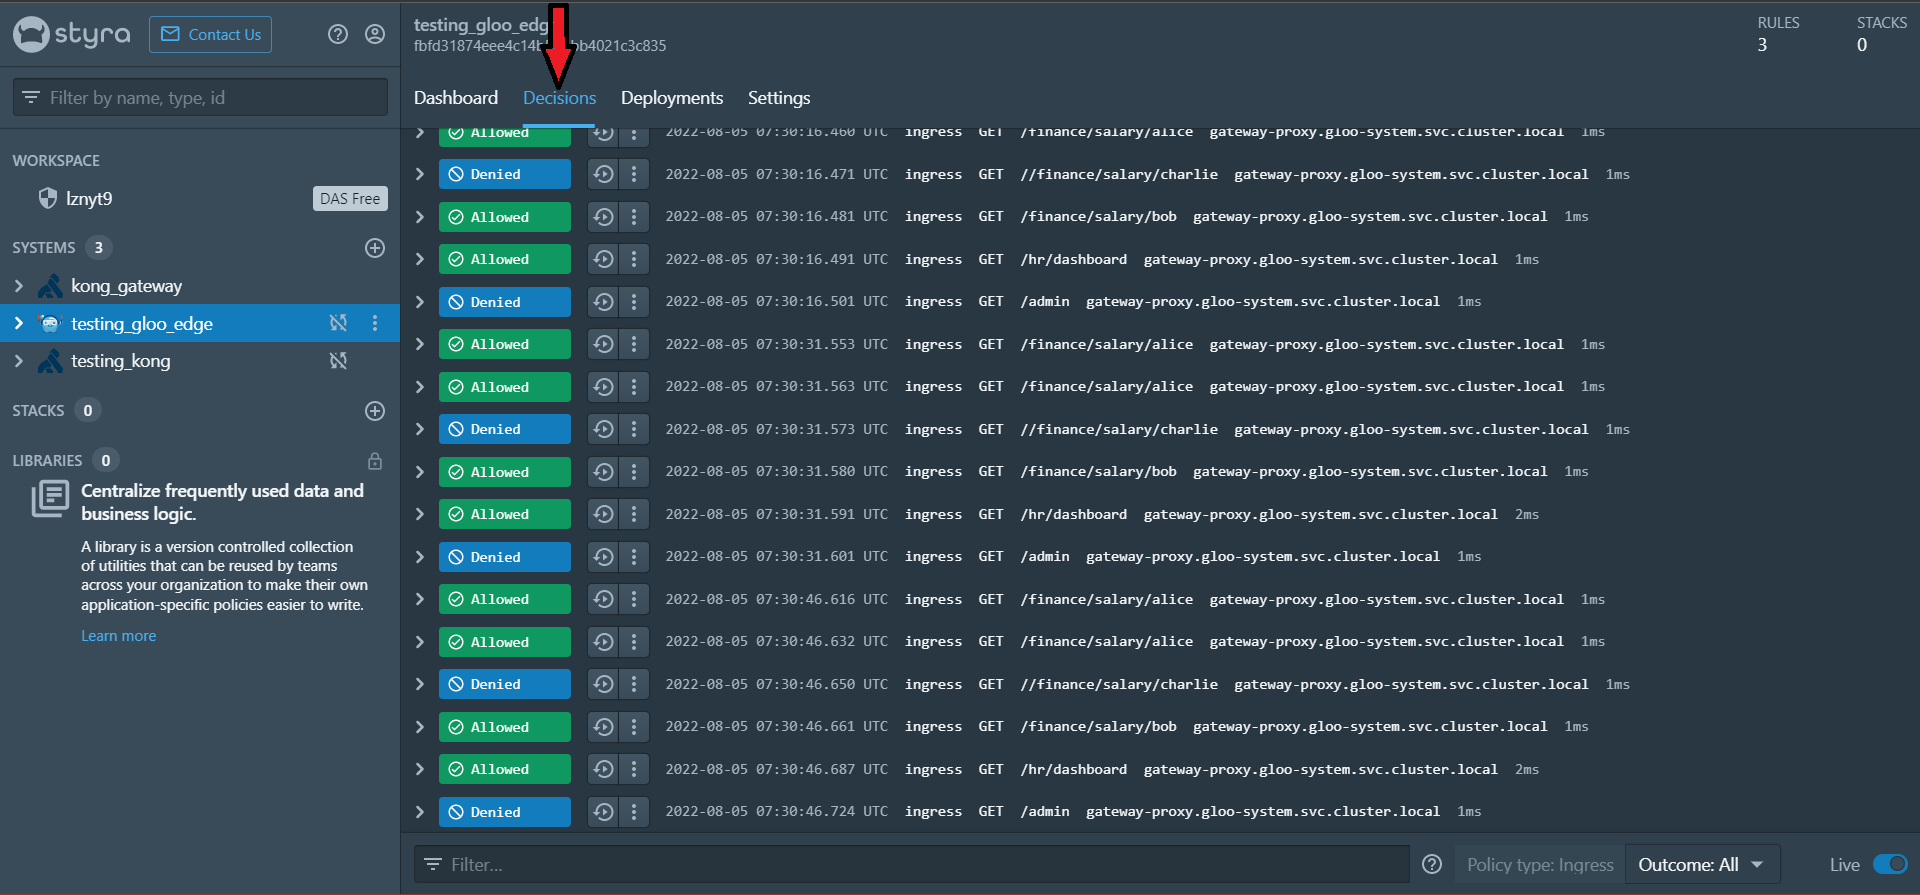 styra
Contact Us
Filter by name, type, id
WORKSPACE
lznyt9
DAS Free
SYSTEMS 3
kong_gateway
testing_gloo_edge
testing_kong
STACKS 0
LIBRARIES 0
Centralize frequently used data and
business logic.
A library is a version controlled collection
of utilities that can be reused by teams
across your organization to make their own
application-specific policies easier to write.
Learn more
testing_gloo_edg
RULES
3
STACKS
0
Dashboard Decisions Deployments Settings
Allowed 2022-08-05 07:30:16.460 UTC ingress GET /finance/salary/alice gateway-proxy.gloo-system.svc.cluster.local 1ms
Denied 2022-08-05 07:30:16.471 UTC ingress GET //finance/salary/charlie gateway-proxy.gloo-system.svc.cluster.local 1ms
Allowed 2022-08-05 07:30:16.481 UTC ingress GET /finance/salary/bob gateway-proxy.gloo-system.svc.cluster.local 1ms
Allowed 2022-08-05 07:30:16.491 UTC ingress GET /hr/dashboard gateway-proxy.gloo-system.svc.cluster.local 1ms
Denied 2022-08-05 07:30:16.501 UTC ingress GET /admin gateway-proxy.gloo-system.svc.cluster.local 1ms
Allowed 2022-08-05 07:30:31.553 UTC ingress GET /finance/salary/alice gateway-proxy.gloo-system.svc.cluster.local 1ms
Allowed 2022-08-05 07:30:31.563 UTC ingress GET /finance/salary/alice gateway-proxy.gloo-system.svc.cluster.local 1ms
Denied 2022-08-05 07:30:31.573 UTC ingress GET //finance/salary/charlie gateway-proxy.gloo-system.svc.cluster.local 1ms
Allowed 2022-08-05 07:30:31.580 UTC ingress GET /finance/salary/bob gateway-proxy.gloo-system.svc.cluster.local 1ms
Allowed 2022-08-05 07:30:31.591 UTC ingress GET /hr/dashboard gateway-proxy.gloo-system.svc.cluster.local 2ms
Denied 2022-08-05 07:30:31.601 UTC ingress GET /admin gateway-proxy.gloo-system.svc.cluster.local 1ms
Allowed 2022-08-05 07:30:46.616 UTC ingress GET /finance/salary/alice gateway-proxy.gloo-system.svc.cluster.local 1ms
Allowed 2022-08-05 07:30:46.632 UTC ingress GET /finance/salary/alice gateway-proxy.gloo-system.svc.cluster.local 1ms
Denied 2022-08-05 07:30:46.650 UTC ingress GET //finance/salary/charlie gateway-proxy.gloo-system.svc.cluster.local 1ms
Allowed 2022-08-05 07:30:46.661 UTC ingress GET /finance/salary/bob gateway-proxy.gloo-system.svc.cluster.local 1ms
Allowed 2022-08-05 07:30:46.687 UTC ingress GET /hr/dashboard gateway-proxy.gloo-system.svc.cluster.local 2ms
Denied 2022-08-05 07:30:46.724 UTC ingress GET /admin gateway-proxy.gloo-system.svc.cluster.local 1ms
Filter...
Policy type: Ingress
Outcome: All
Live